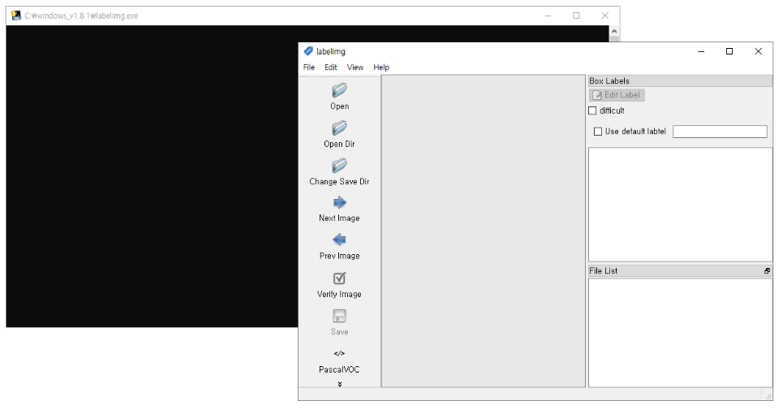 C:₩windows_v1.8.1₩labelImg.exe
labelImg
File Edit View Help
Open
Open Dir
Change Save Dir
Next Image
Prev Image
Verify Image
Save
</>
PascalVOC
Box Labels
Edit Label
difficult
Use default labtel
File List